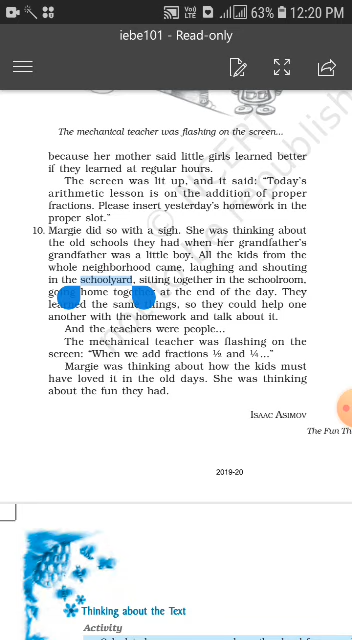 63% 12:20 PM
iebe101 - Read-only
The mechanical teacher was flashing on the screen...
because her mother said little girls learned better
if they learned at regular hours.
The screen was lit up, and it said: “Today's
arithmetic lesson is on the addition of proper
fractions. Please insert yesterday's homework in the
proper slot.”
10. Margie did so with a sigh. She was thinking about
the old schools they had when her grandfather's
grandfather was a little boy. All the kids from the
whole neighborhood came, laughing and shouting
in the schoolyard, sitting together in the schoolroom,
going home together at the end of the day. They
learned the same things, so they could help one
another with the homework and talk about it.
And the teachers were people...
The mechanical teacher was flashing on the
screen: “When we add fractions ½ and ¼...”
Margie was thinking about how the kids must
have loved it in the old days. She was thinking
about the fun they had.
ISAAC ASIMOV
The Fun Th
2019-20
Thinking about the Text
Activity